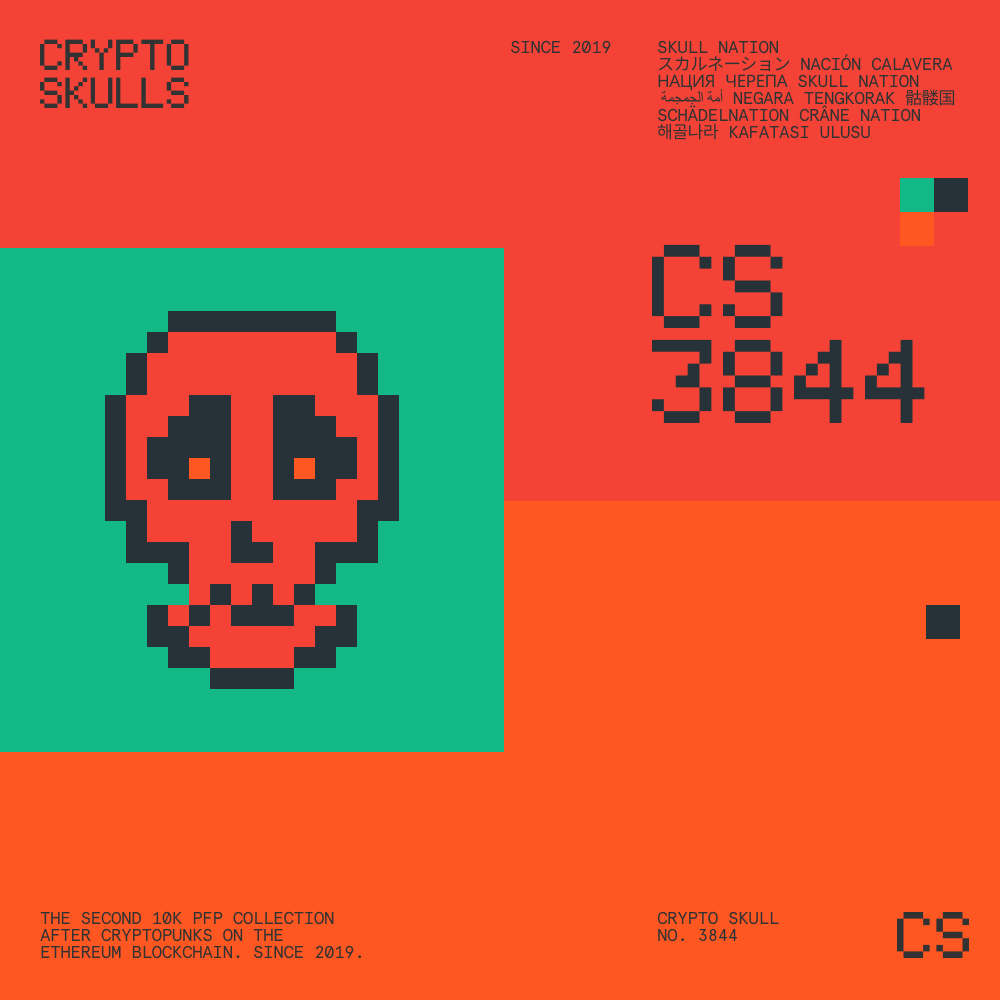 CRYPTO
SKULLS
SINCE 2019
SKULL NATION
スカルネーション NACIÓN CALAVERA
НАЦИЯ ЧЕРЕПА SKULL NATION
أمة الجمجمة NEGARA TENGKORAK 骷髅国
SCHÄDELNATION CRÂNE NATION
해골나라 KAFATASI ULUSU
CS
3844
THE SECOND 10K PFP COLLECTION
AFTER CRYPTOPUNKS ON THE
ETHEREUM BLOCKCHAIN. SINCE 2019.
CRYPTO SKULL
NO. 3844
CS